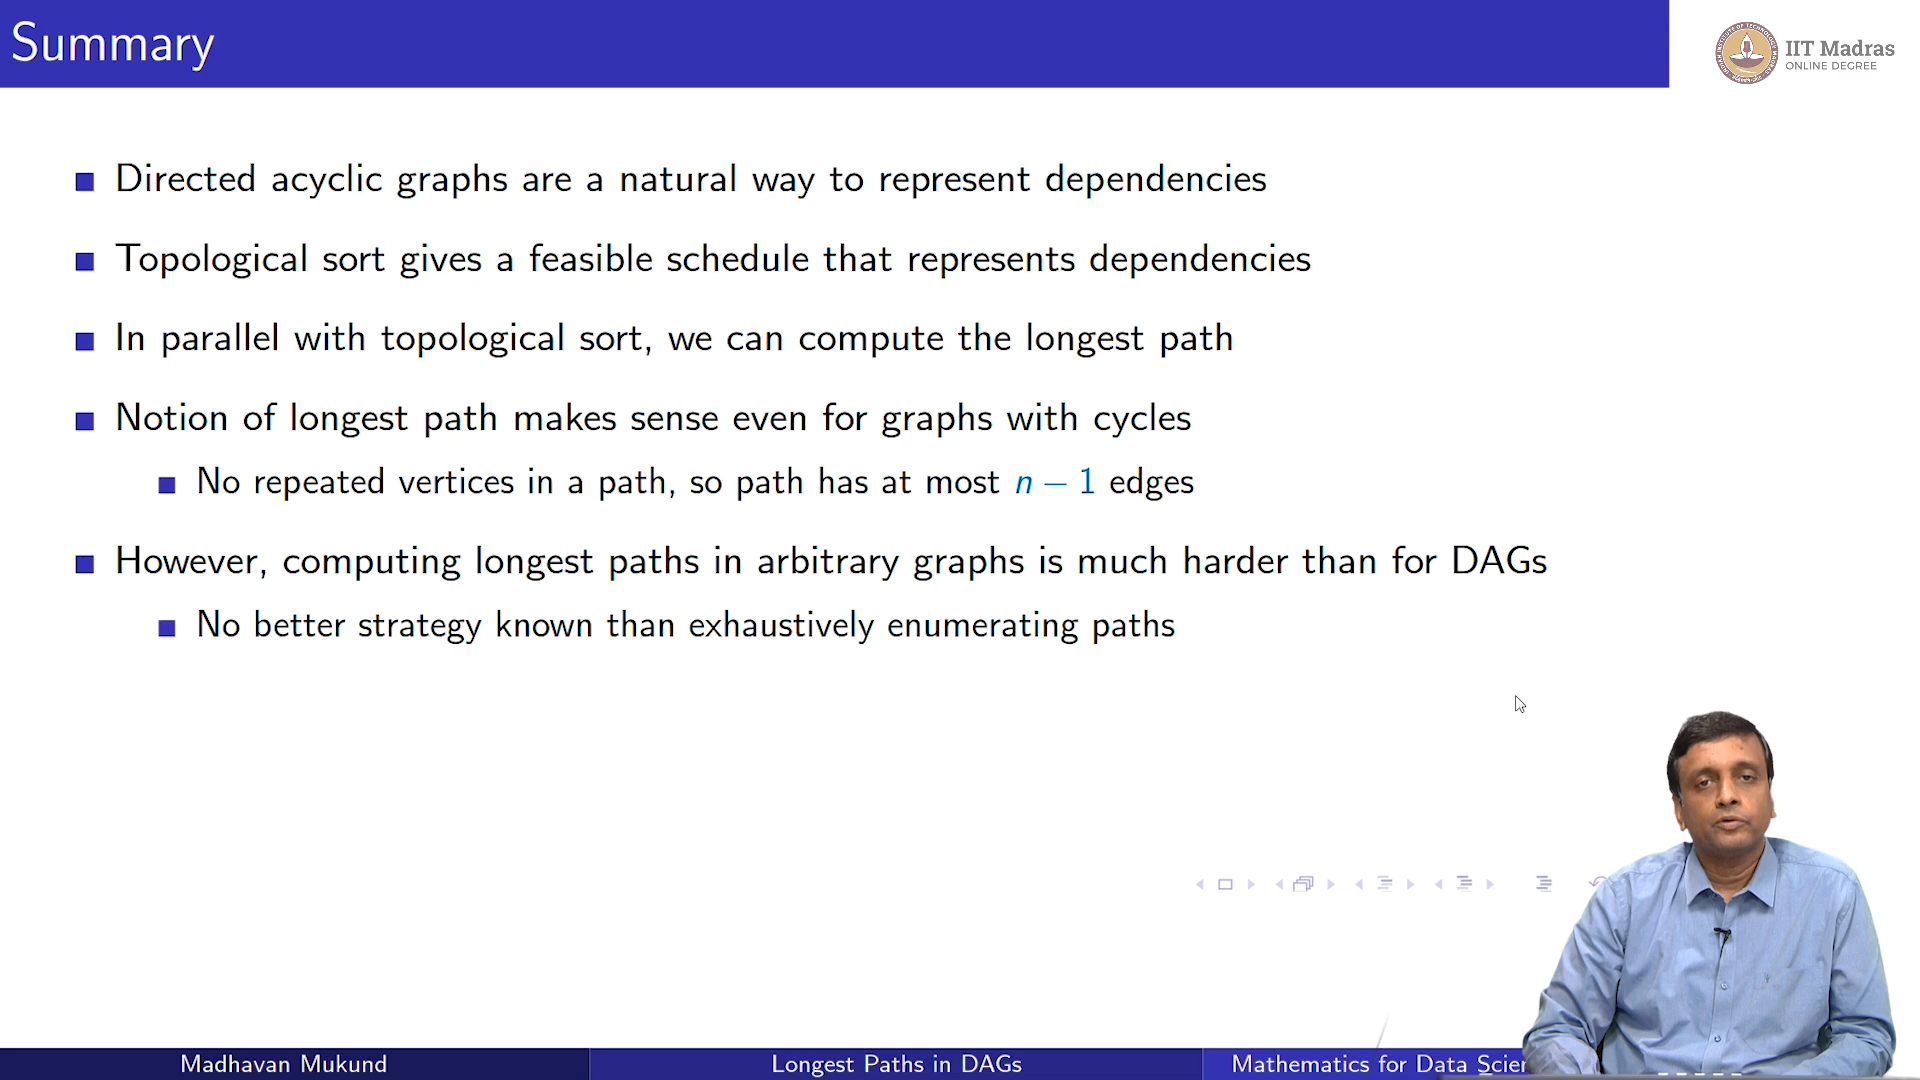 Summary
IIT Madras
ONLINE DEGREE
Directed acyclic graphs are a natural way to represent dependencies
Topological sort gives a feasible schedule that represents dependencies
In parallel with topological sort, we can compute the longest path
Notion of longest path makes sense even for graphs with cycles
No repeated vertices in a path, so path has at most n − 1 edges
However, computing longest paths in arbitrary graphs is much harder than for DAGs
No better strategy known than exhaustively enumerating paths
Madhavan Mukund
Longest Paths in DAGs
Mathematics for Data Scien